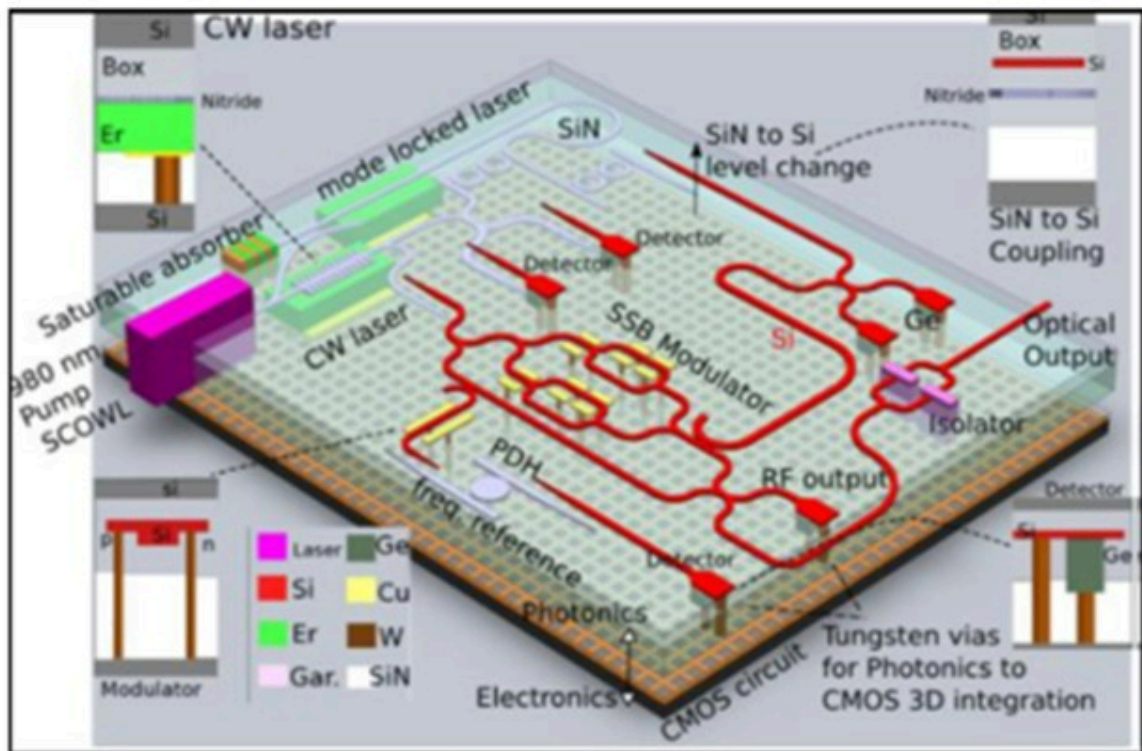 Si
CW laser
Box
Nitride
Er
Si
mode locked laser
SiN
SiN to Si
level change
Si
Box
Si
Nitride
SiN to Si
Coupling
Saturable absorber
Detector
Detector
CW laser
SSB Modulator
Si
Ge
Optical
Output
Isolator
980 nm
Pump
SCOWL
PDH
freq. reference
RF output
Detector
Photonics
Electronics
CMOS circuit
Tungsten vias
for Photonics to
CMOS 3D integration
si
p Si n
Modulator
Laser Ge
Si Cu
Er W
Gar. SiN
Detector
Si
Ge